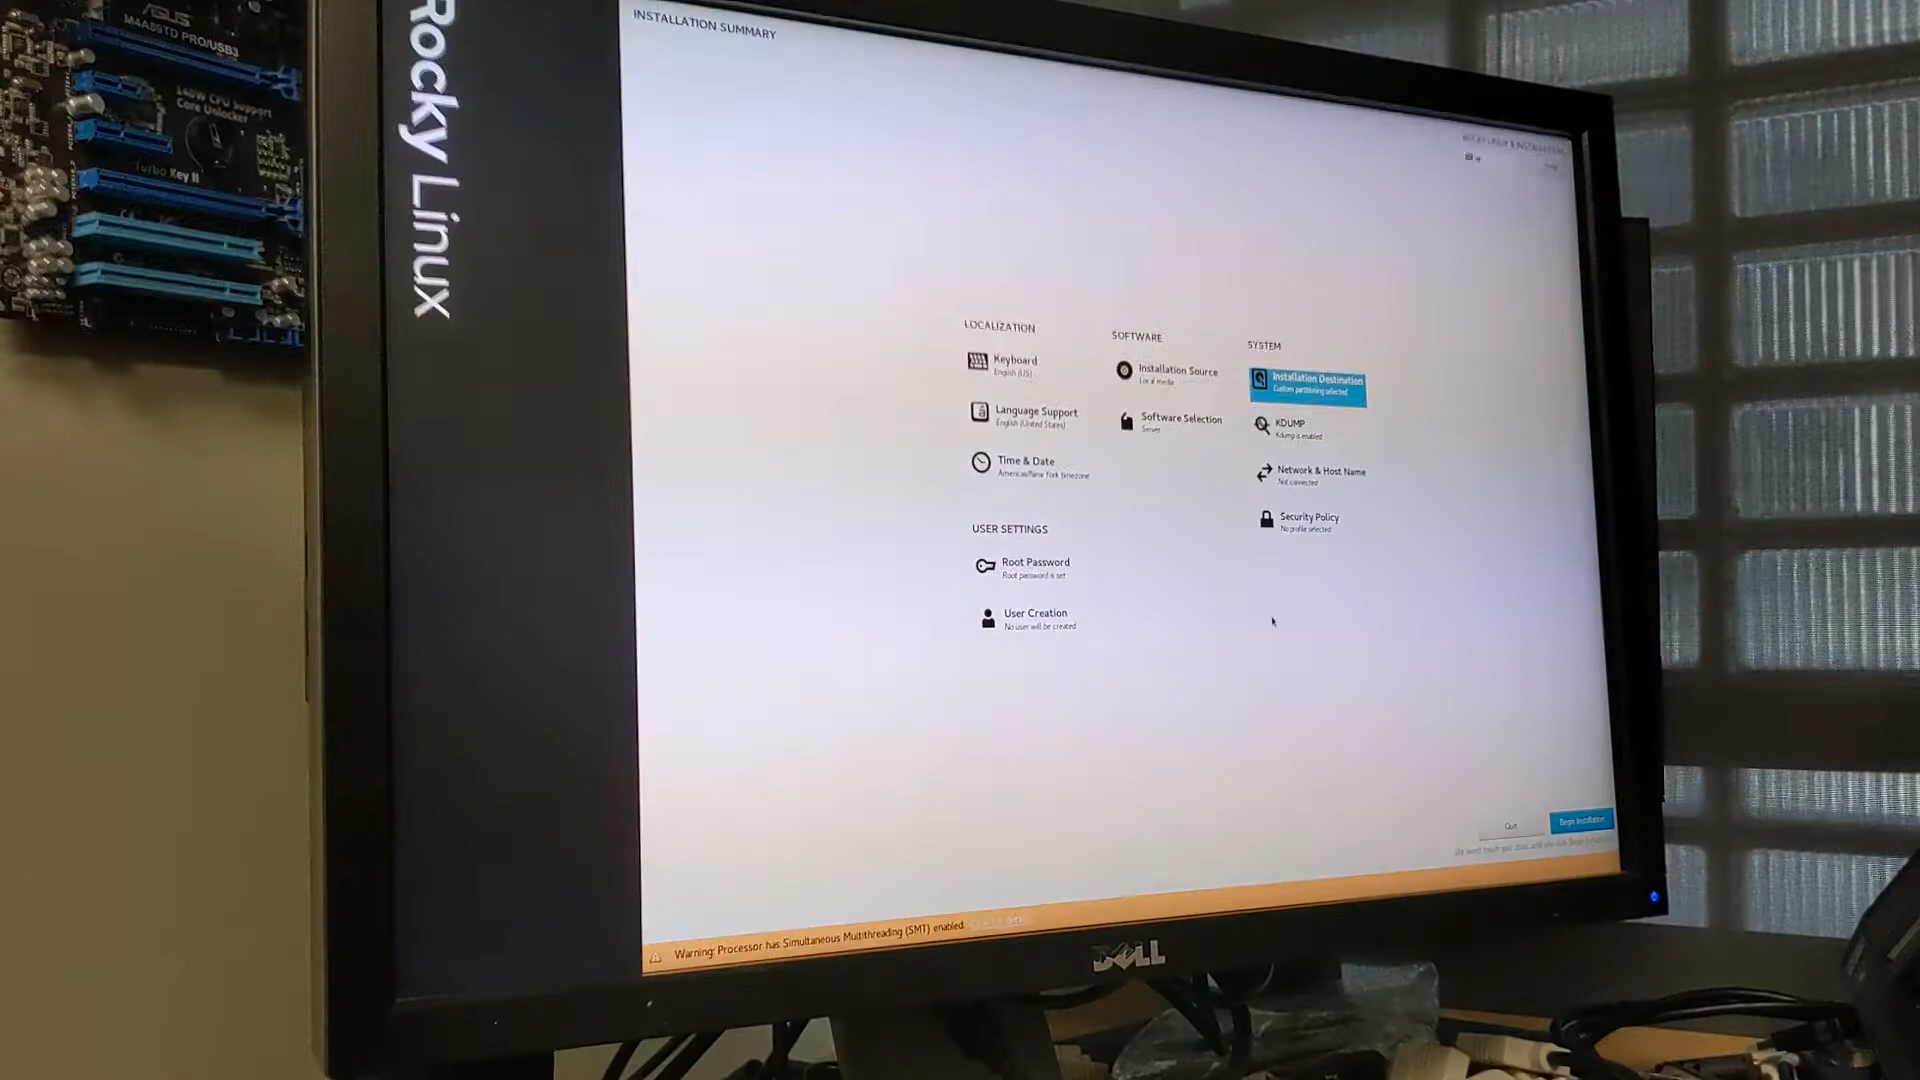 ASUS
M4A89TD PRO/USB3
140W CPU Support
Core Unlocker
Turbo Key II
Rocky Linux
INSTALLATION SUMMARY
LOCALIZATION
Keyboard
English (US)
Language Support
English (United States)
Time & Date
Americas/New York timezone
SOFTWARE
Installation Source
Local media
Software Selection
Server
SYSTEM
Installation Destination
Custom partitioning selected
KDUMP
Kdump is enabled
Network & Host Name
Not connected
Security Policy
No profile selected
USER SETTINGS
Root Password
Root password is set
User Creation
No user will be created
Quit
Begin Installation
Warning: Processor has Simultaneous Multithreading (SMT) enabled
DELL